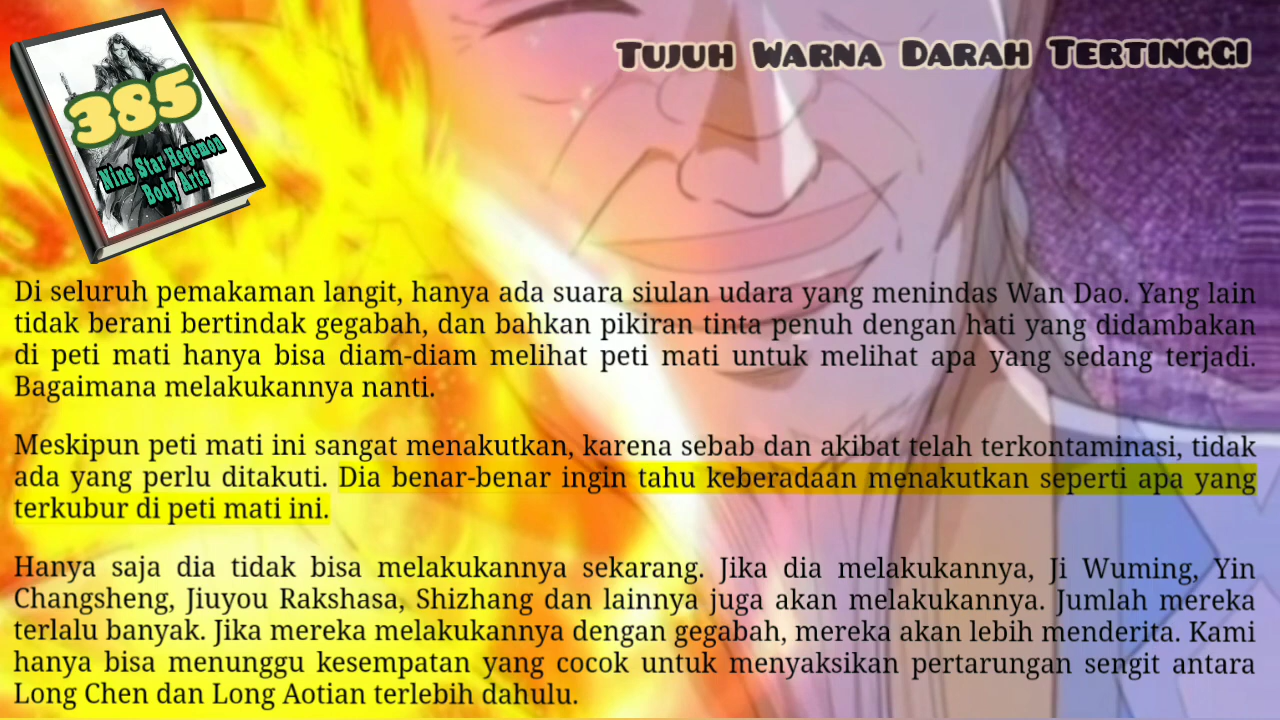 385
Nine Star Hegemon
Body Arts
Tujuh Warna Darah Tertinggi
Di seluruh pemakaman langit, hanya ada suara siulan udara yang menindas Wan Dao. Yang lain
tidak berani bertindak gegabah, dan bahkan pikiran tinta penuh dengan hati yang didambakan
di peti mati hanya bisa diam-diam melihat peti mati untuk melihat apa yang sedang terjadi.
Bagaimana melakukannya nanti.
Meskipun peti mati ini sangat menakutkan, karena sebab dan akibat telah terkontaminasi, tidak
ada yang perlu ditakuti. Dia benar-benar ingin tahu keberadaan menakutkan seperti apa yang
terkubur di peti mati ini.
Hanya saja dia tidak bisa melakukannya sekarang. Jika dia melakukannya, Ji Wuming, Yin
Changsheng, Jiuyou Rakshasa, Shizhang dan lainnya juga akan melakukannya. Jumlah mereka
terlalu banyak. Jika mereka melakukannya dengan gegabah, mereka akan lebih menderita. Kami
hanya bisa menunggu kesempatan yang cocok untuk menyaksikan pertarungan sengit antara
Long Chen dan Long Aotian terlebih dahulu.